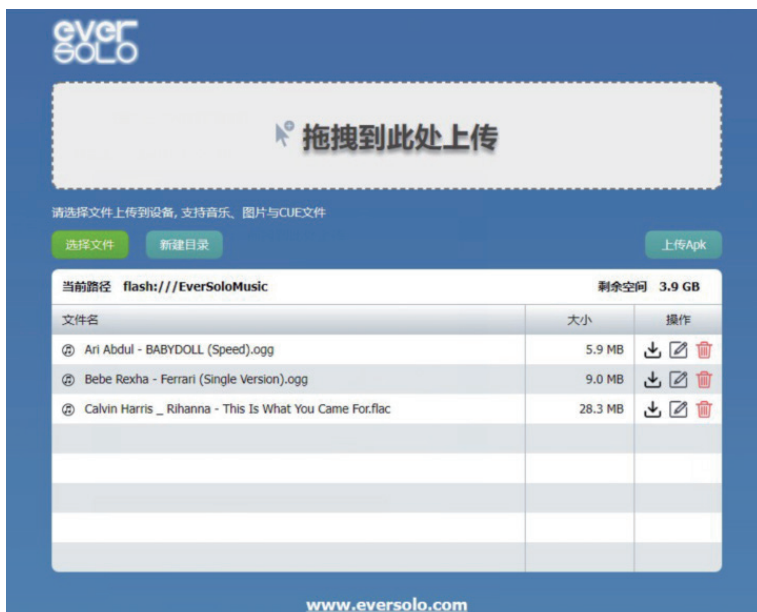 ever
SOLO
拖拽到此处上传
请选择文件上传到设备, 支持音乐、图片与CUE文件
选择文件 新建目录 上传Apk
当前路径 flash:///EverSoloMusic 剩余空间 3.9 GB
文件名 大小 操作
Ari Abdul - BABYDOLL (Speed).ogg 5.9 MB
Bebe Rexha - Ferrari (Single Version).ogg 9.0 MB
Calvin Harris _ Rihanna - This Is What You Came For.flac 28.3 MB
www.eversolo.com